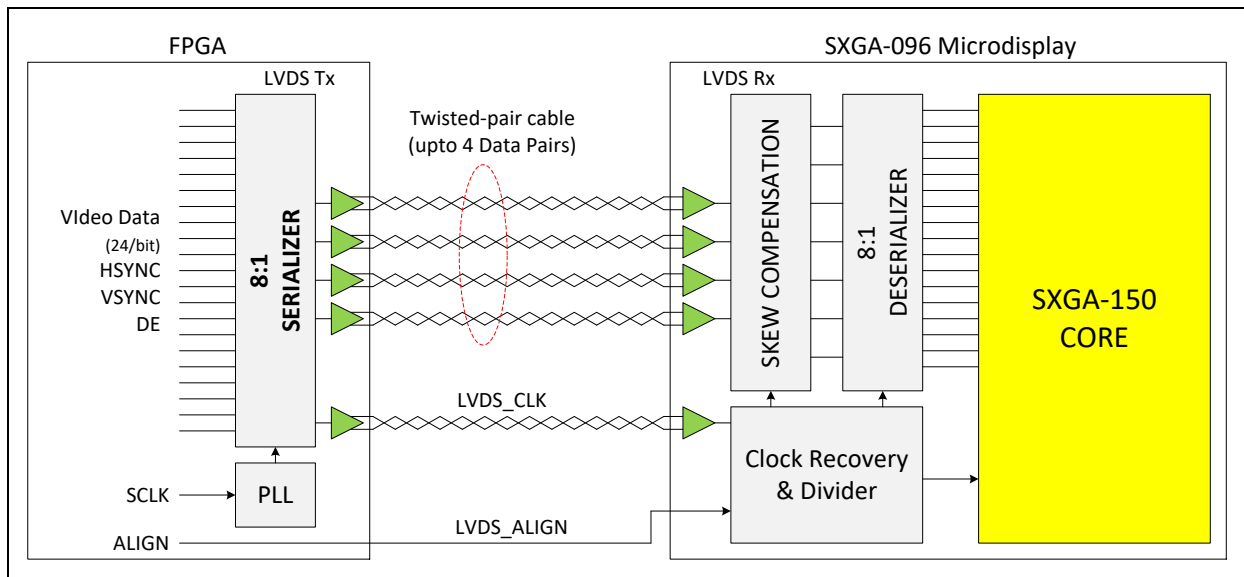 FPGA
SXGA-096 Microdisplay
LVDS Tx
LVDS Rx
Twisted-pair cable
(upto 4 Data Pairs)
VIdeo Data
(24/bit)
HSYNC
VSYNC
DE
8:1
SERIALIZER
SKEW COMPENSATION
8:1
DESERIALIZER
SXGA-150
CORE
LVDS_CLK
Clock Recovery
& Divider
SCLK
PLL
ALIGN
LVDS_ALIGN